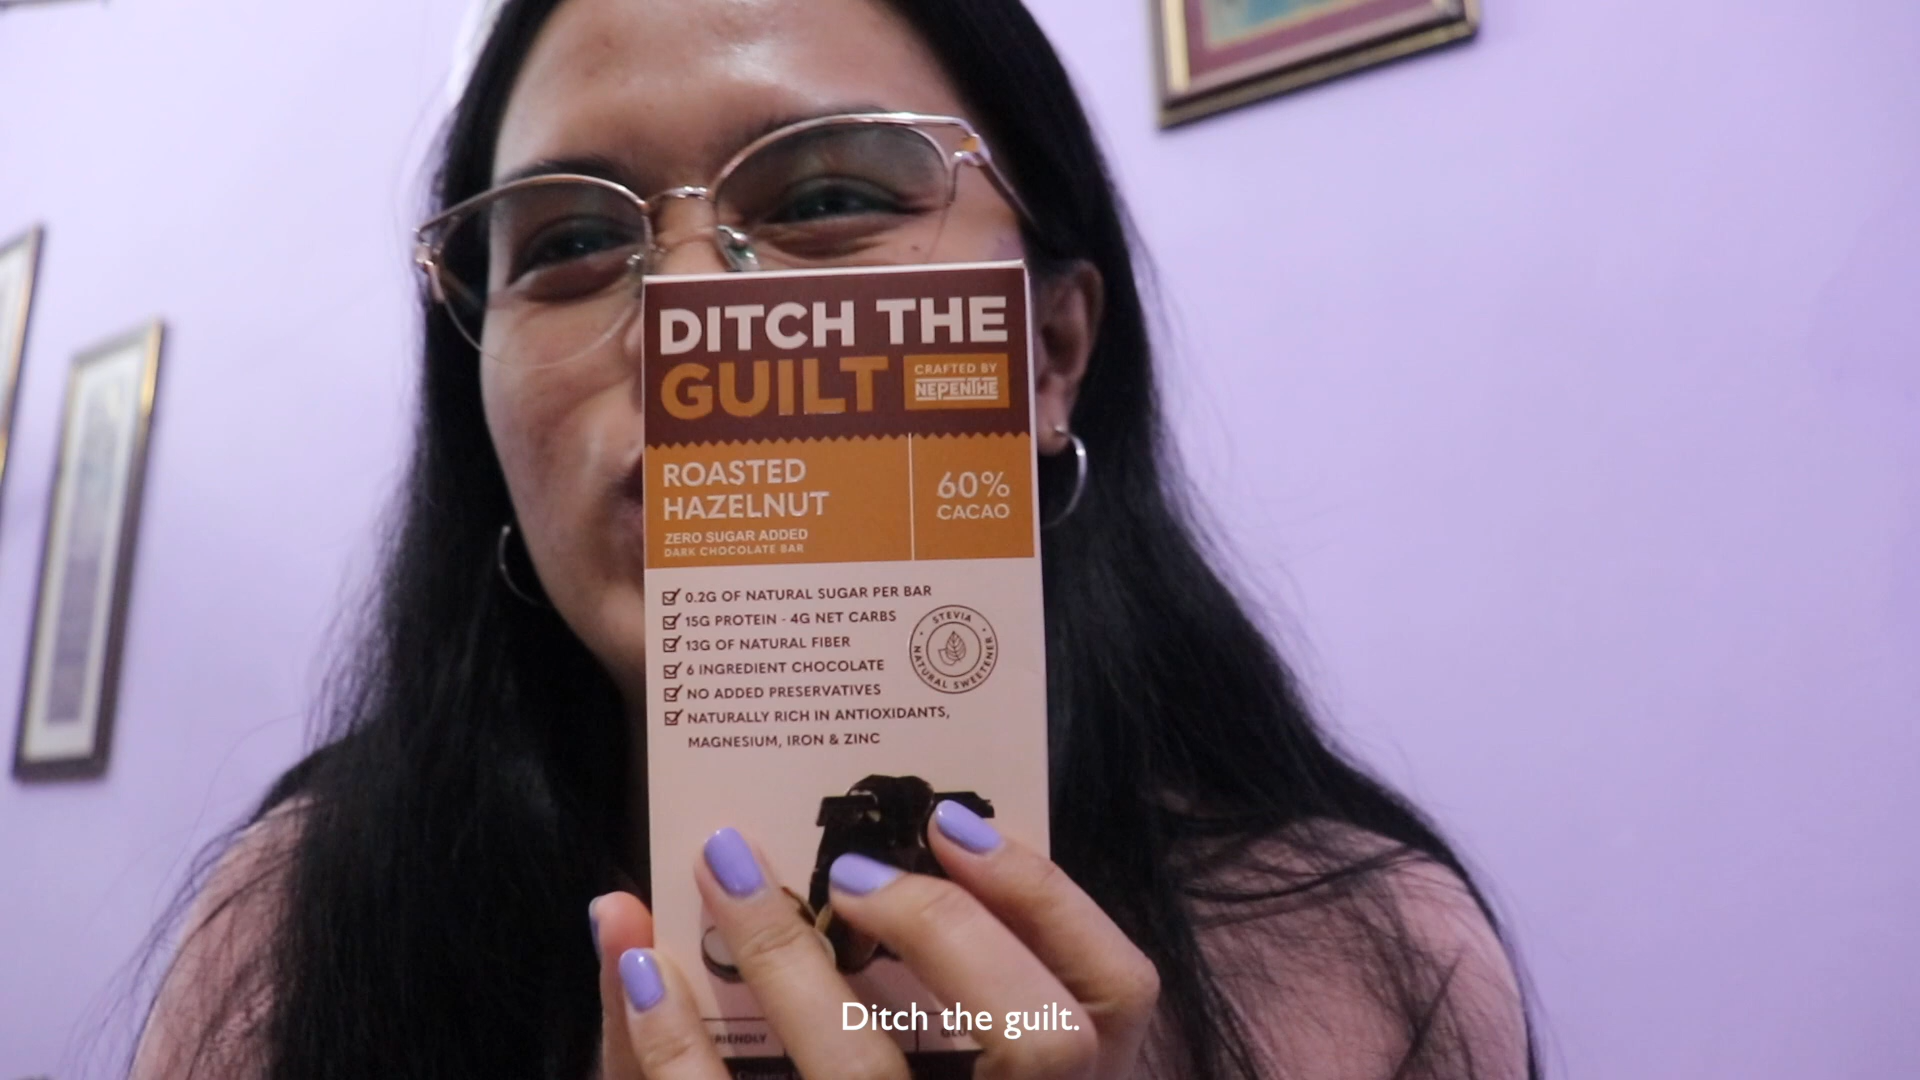 DITCH THE
GUILT
CRAFTED BY
NEPENTHE
ROASTED
HAZELNUT
ZERO SUGAR ADDED
DARK CHOCOLATE BAR
60%
CACAO
0.2G OF NATURAL SUGAR PER BAR
15G PROTEIN - 4G NET CARBS
13G OF NATURAL FIBER
6 INGREDIENT CHOCOLATE
NO ADDED PRESERVATIVES
NATURALLY RICH IN ANTIOXIDANTS,
MAGNESIUM, IRON & ZINC
STEVIA
NATURAL SWEETENER
Ditch the guilt.